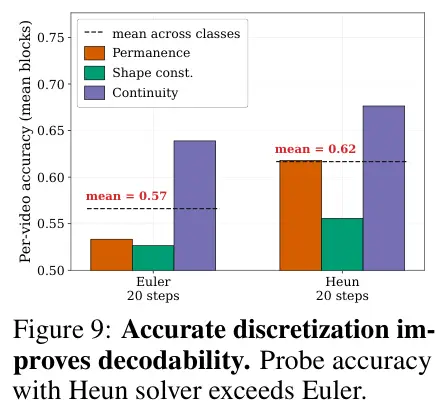 Per-video accuracy (mean blocks)
0.75
0.70
0.65
0.60
0.55
0.50
mean across classes
Permanence
Shape const.
Continuity
mean = 0.57
mean = 0.62
Euler
20 steps
Heun
20 steps
Figure 9: Accurate discretization im-
proves decodability. Probe accuracy
with Heun solver exceeds Euler.